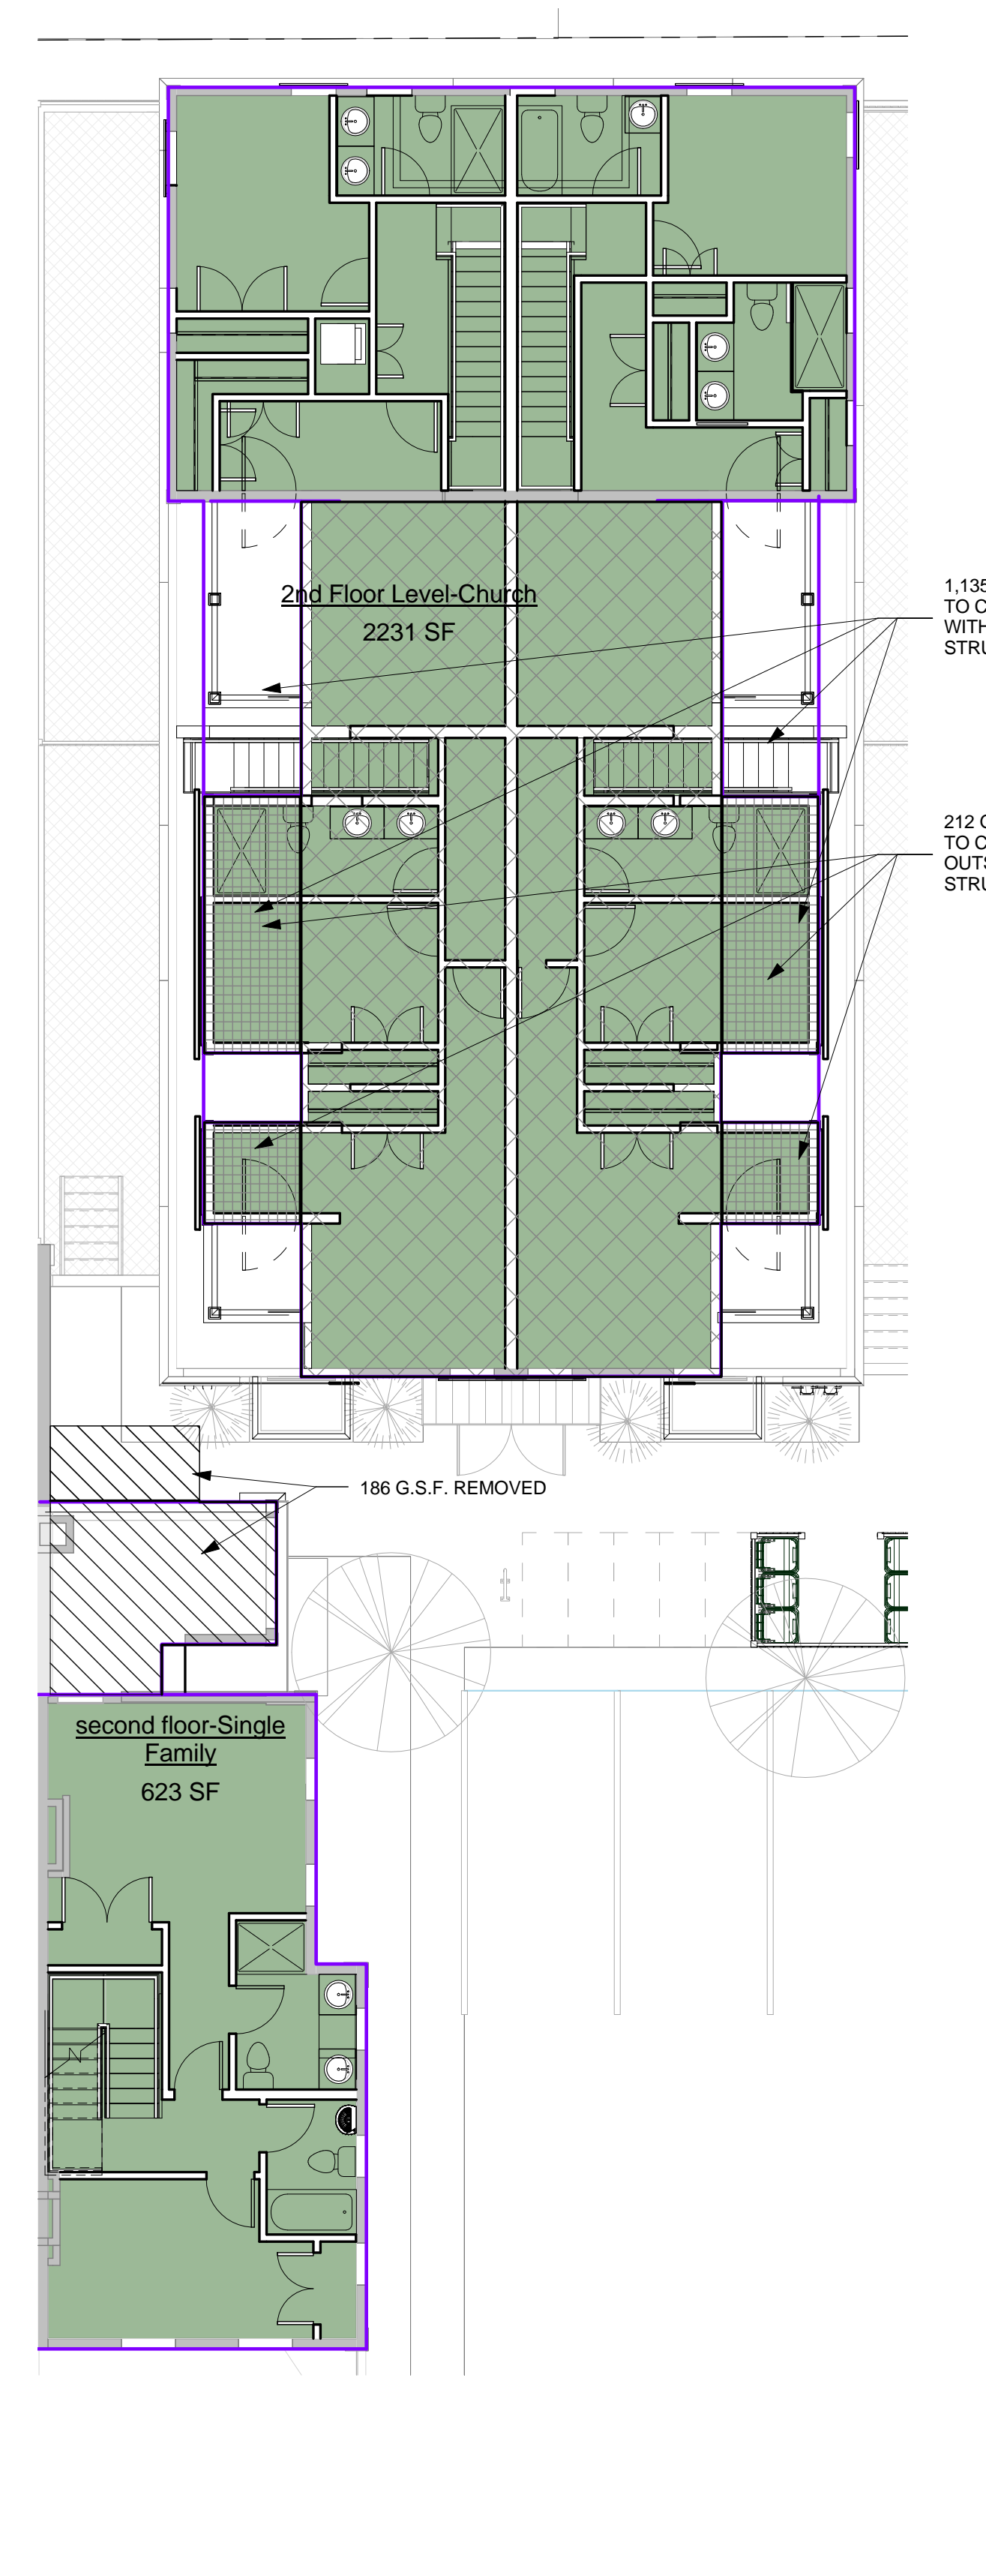 2nd Floor Level-Church
2231 SF
1,135
TO C
WITH
STRU
212 G
TO C
OUTS
STRU
186 G.S.F. REMOVED
second floor-Single
Family
623 SF